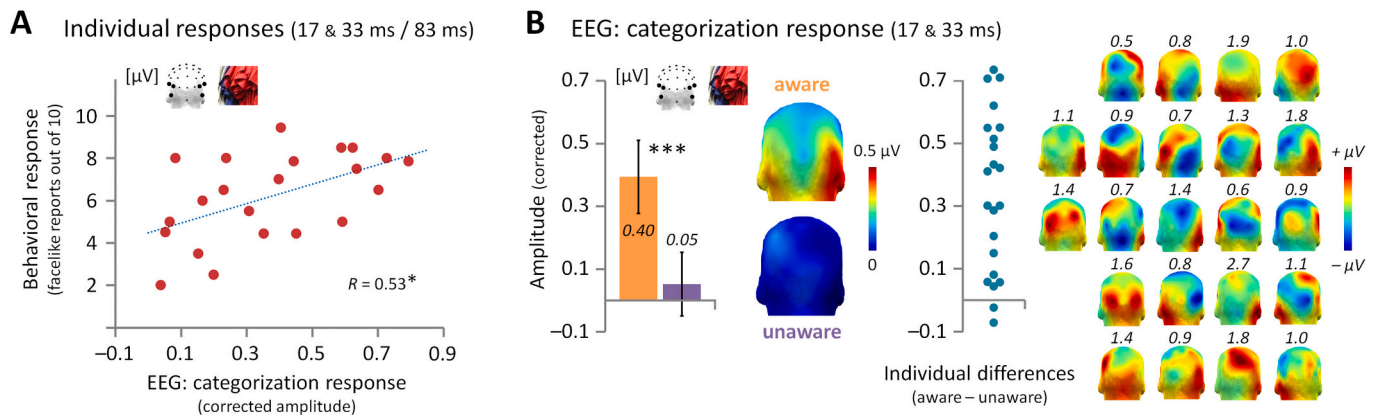 A Individual responses (17 & 33 ms / 83 ms)
[µV]
Behavioral response
(facelike reports out of 10)
10
8
6
4
2
R = 0.53*
–0.1 0.1 0.3 0.5 0.7 0.9
EEG: categorization response
(corrected amplitude)
B EEG: categorization response (17 & 33 ms)
Amplitude (corrected)
0.7
0.5
0.3
0.1
–0.1
[µV]
***
0.40
0.05
aware
0.5 µV
0
unaware
0.7
0.5
0.3
0.1
–0.1
Individual differences
(aware – unaware)
0.5 0.8 1.9 1.0
1.1 0.9 0.7 1.3 1.8
1.4 0.7 1.4 0.6 0.9
1.6 0.8 2.7 1.1
1.4 0.9 1.8 1.0
+ µV
– µV